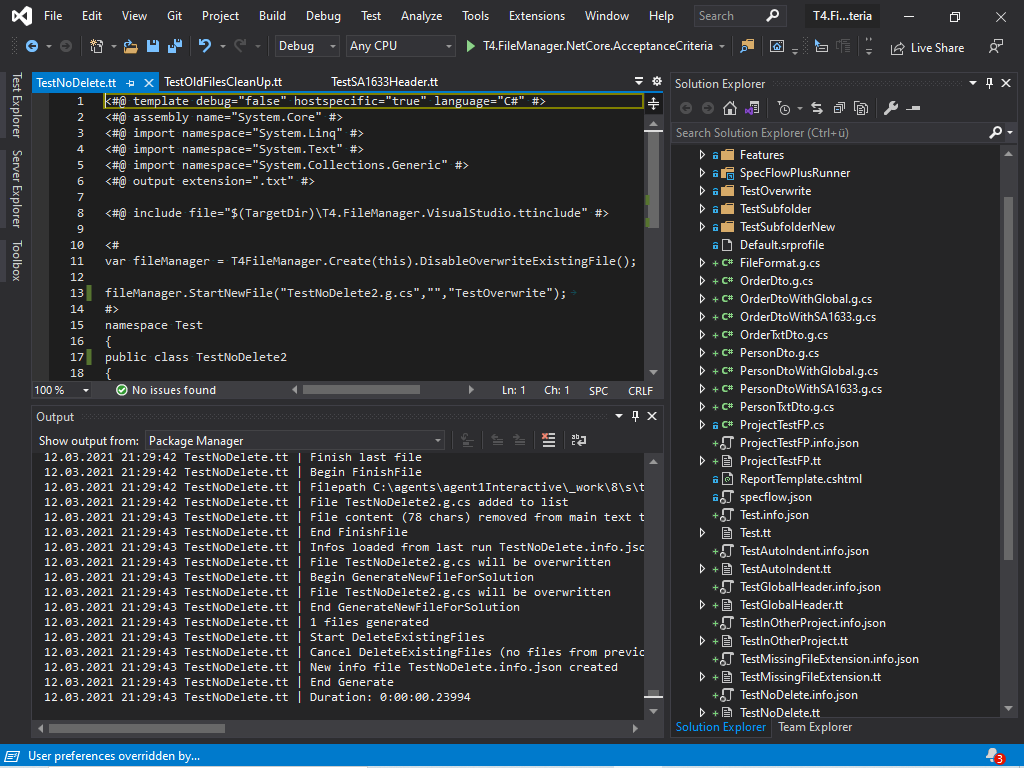 File Edit View Git Project Build Debug Test Analyze Tools Extensions Window Help Search T4.Fi...teria
Debug Any CPU T4.FileManager.NetCore.AcceptanceCriteria Live Share
Test Explorer
Server Explorer
Toolbox
TestNoDelete.tt TestOldFilesCleanUp.tt TestSA1633Header.tt
1 <#@ template debug="false" hostspecific="true" language="C#" #>
2 <#@ assembly name="System.Core" #>
3 <#@ import namespace="System.Linq" #>
4 <#@ import namespace="System.Text" #>
5 <#@ import namespace="System.Collections.Generic" #>
6 <#@ output extension=".txt" #>
7
8 <#@ include file="$(TargetDir)\T4.FileManager.VisualStudio.ttinclude" #>
9
10 <#
11 var fileManager = T4FileManager.Create(this).DisableOverwriteExistingFile();
12
13 fileManager.StartNewFile("TestNoDelete2.g.cs","","TestOverwrite");
14 #>
15 namespace Test
16 {
17 public class TestNoDelete2
18 {
100 % No issues found Ln: 1 Ch: 1 SPC CRLF
Output
Show output from: Package Manager
12.03.2021 21:29:42 TestNoDelete.tt | Finish last file
12.03.2021 21:29:42 TestNoDelete.tt | Begin FinishFile
12.03.2021 21:29:42 TestNoDelete.tt | Filepath C:\agents\agent1Interactive\_work\8\s\t
12.03.2021 21:29:43 TestNoDelete.tt | File TestNoDelete2.g.cs added to list
12.03.2021 21:29:43 TestNoDelete.tt | File content (78 chars) removed from main text t
12.03.2021 21:29:43 TestNoDelete.tt | End FinishFile
12.03.2021 21:29:43 TestNoDelete.tt | Infos loaded from last run TestNoDelete.info.jso
12.03.2021 21:29:43 TestNoDelete.tt | File TestNoDelete2.g.cs will be overwritten
12.03.2021 21:29:43 TestNoDelete.tt | Begin GenerateNewFileForSolution
12.03.2021 21:29:43 TestNoDelete.tt | File TestNoDelete2.g.cs will be overwritten
12.03.2021 21:29:43 TestNoDelete.tt | End GenerateNewFileForSolution
12.03.2021 21:29:43 TestNoDelete.tt | 1 files generated
12.03.2021 21:29:43 TestNoDelete.tt | Start DeleteExistingFiles
12.03.2021 21:29:43 TestNoDelete.tt | Cancel DeleteExistingFiles (no files from previo
12.03.2021 21:29:43 TestNoDelete.tt | New info file TestNoDelete.info.json created
12.03.2021 21:29:43 TestNoDelete.tt | End Generate
12.03.2021 21:29:43 TestNoDelete.tt | Duration: 0:00:00.23994
Solution Explorer
Search Solution Explorer (Ctrl+ü)
Features
SpecFlowPlusRunner
TestOverwrite
TestSubfolder
TestSubfolderNew
Default.srprofile
C# FileFormat.g.cs
C# OrderDto.g.cs
C# OrderDtoWithGlobal.g.cs
C# OrderDtoWithSA1633.g.cs
C# OrderTxtDto.g.cs
C# PersonDto.g.cs
C# PersonDtoWithGlobal.g.cs
C# PersonDtoWithSA1633.g.cs
C# PersonTxtDto.g.cs
C# ProjectTestFP.cs
ProjectTestFP.info.json
ProjectTestFP.tt
ReportTemplate.cshtml
specflow.json
Test.info.json
Test.tt
TestAutoIndent.info.json
TestAutoIndent.tt
TestGlobalHeader.info.json
TestGlobalHeader.tt
TestInOtherProject.info.json
TestInOtherProject.tt
TestMissingFileExtension.info.json
TestMissingFileExtension.tt
TestNoDelete.info.json
TestNoDelete.tt
Solution Explorer Team Explorer
User preferences overridden by... 3